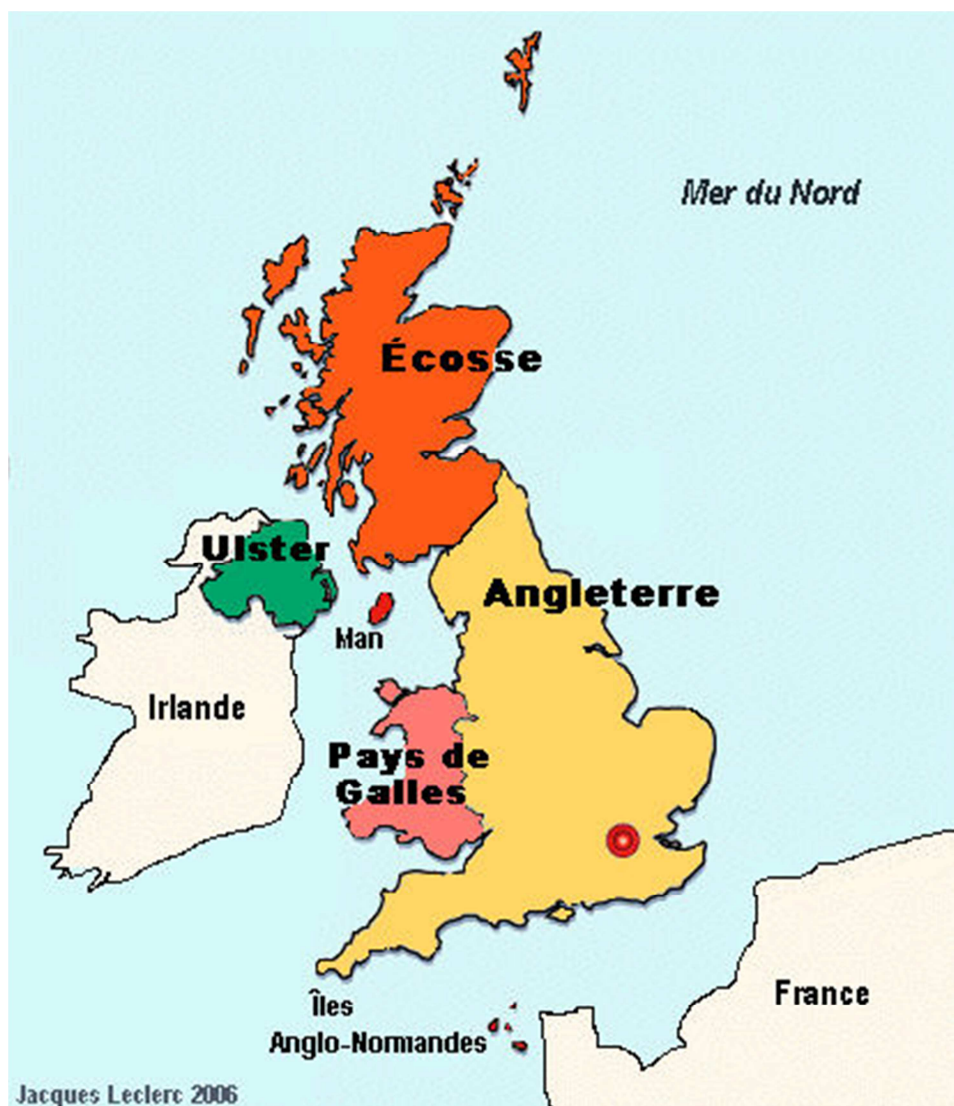 Mer du Nord
Écosse
Ulster
Angleterre
Man
Irlande
Pays de
Galles
France
Îles
Anglo-Normandes
Jacques Leclerc 2006